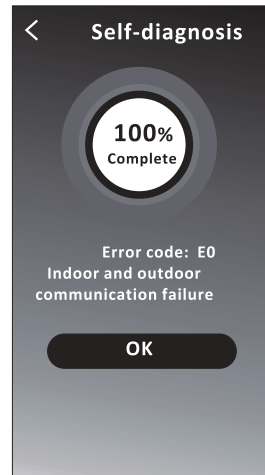 Self-diagnosis
100%
Complete
Error code: E0
Indoor and outdoor
communication failure
OK